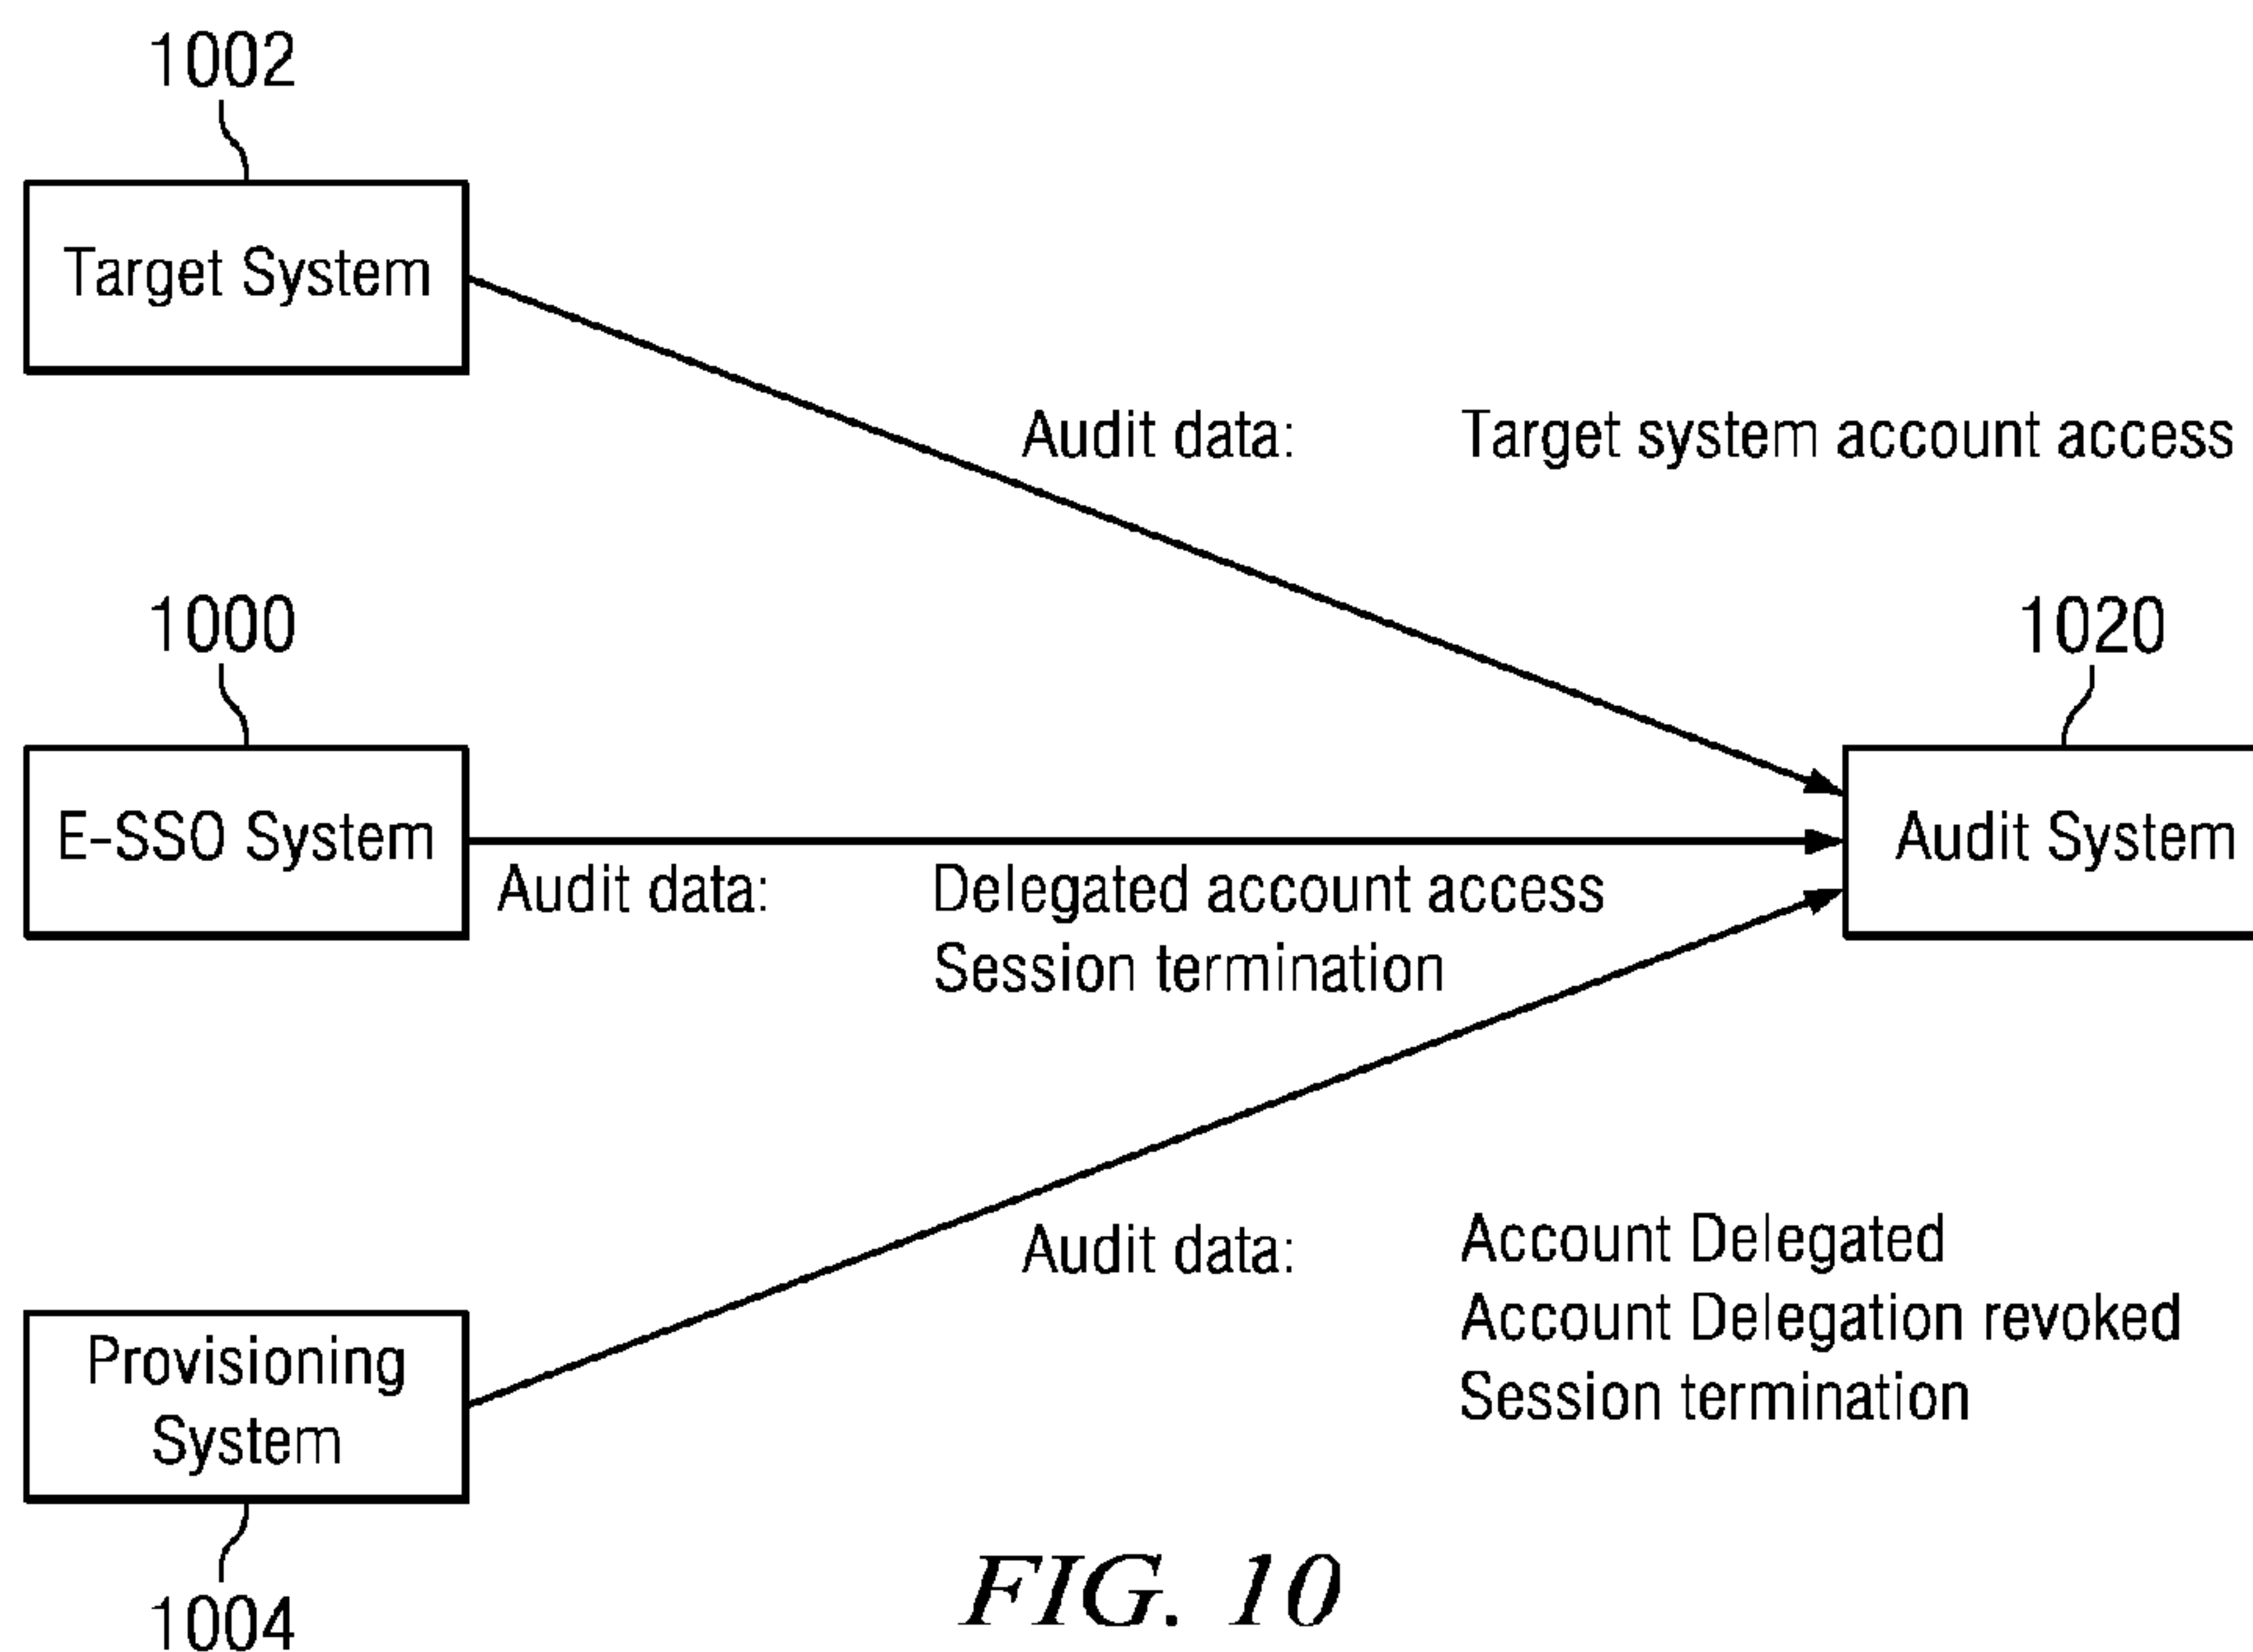 1002
Target System
Audit data: Target system account access
1000
1020
E-SSO System
Audit System
Audit data: Delegated account access
Session termination
Audit data: Account Delegated
Account Delegation revoked
Session termination
Provisioning
System
1004
FIG. 10